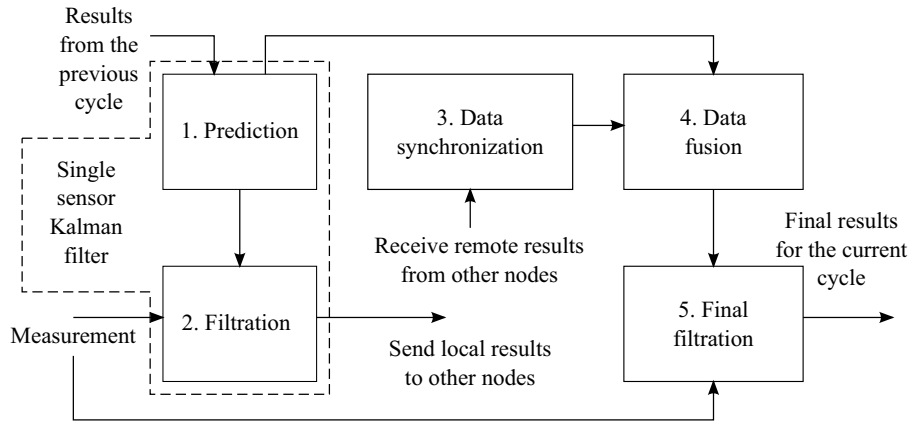 Results
from the
previous
cycle
1. Prediction
3. Data
synchronization
4. Data
fusion
Single
sensor
Kalman
filter
Receive remote results
from other nodes
Final results
for the current
cycle
Measurement
2. Filtration
Send local results
to other nodes
5. Final
filtration